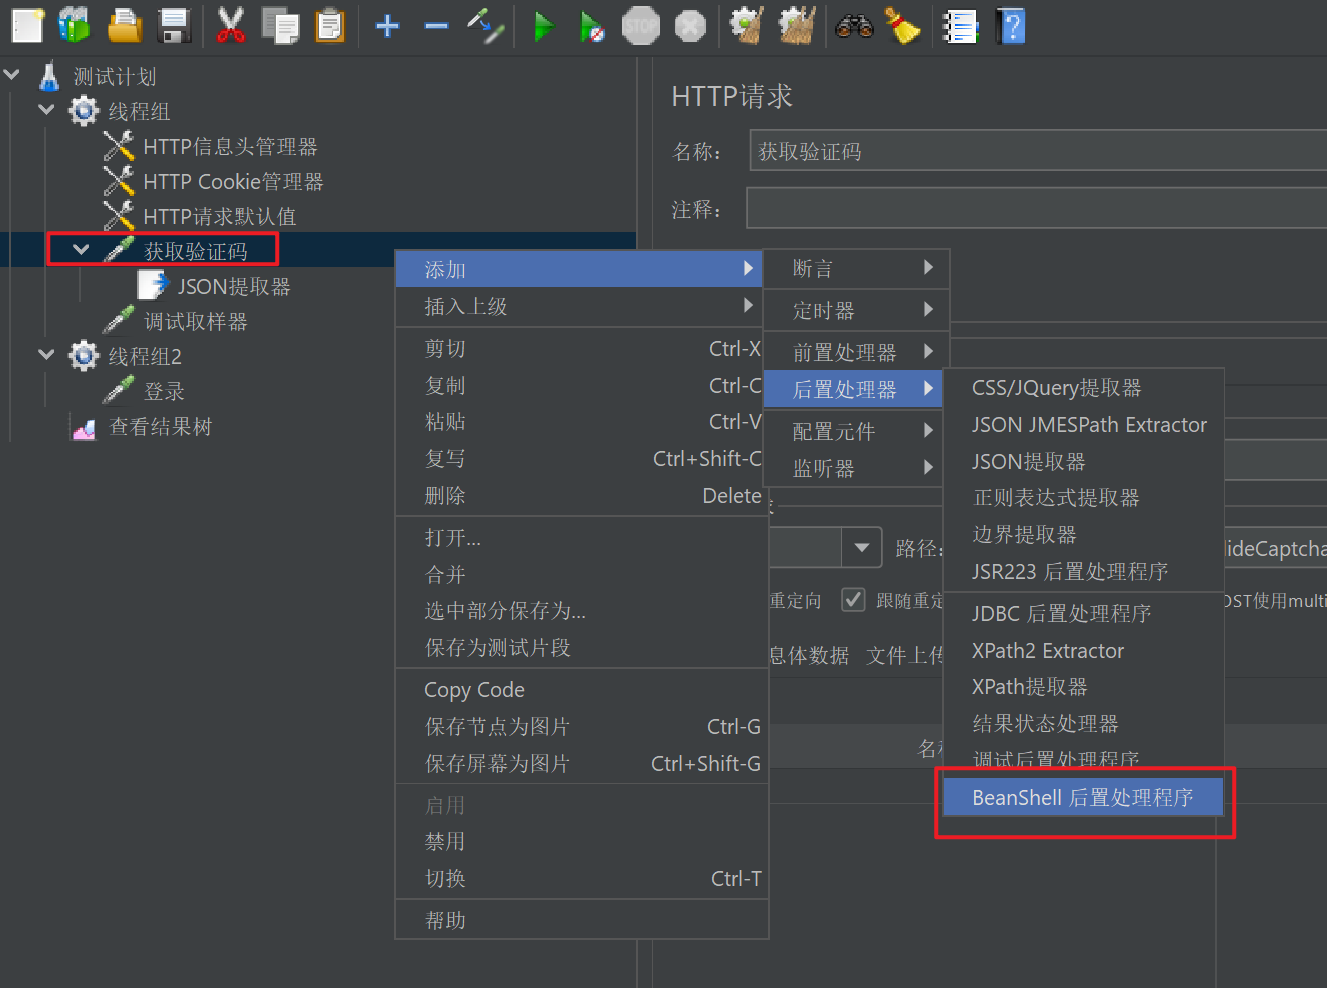 STOP
测试计划
线程组
HTTP信息头管理器
HTTP Cookie管理器
HTTP请求默认值
获取验证码
JSON提取器
调试取样器
线程组2
登录
查看结果树
HTTP请求
名称：
获取验证码
注释：
添加
插入上级
剪切 Ctrl-X
复制 Ctrl-C
粘贴 Ctrl-V
复写 Ctrl+Shift-C
删除 Delete
打开...
合并
选中部分保存为...
保存为测试片段
Copy Code
保存节点为图片 Ctrl-G
保存屏幕为图片 Ctrl+Shift-G
启用
禁用
切换 Ctrl-T
帮助
断言
定时器
前置处理器
后置处理器
配置元件
监听器
CSS/JQuery提取器
JSON JMESPath Extractor
JSON提取器
正则表达式提取器
边界提取器
JSR223 后置处理程序
JDBC 后置处理程序
XPath2 Extractor
XPath提取器
结果状态处理器
调试后置处理程序
BeanShell 后置处理程序
路径： lideCaptcha
重定向 跟随重定 OST使用multi
息体数据 文件上传
名称